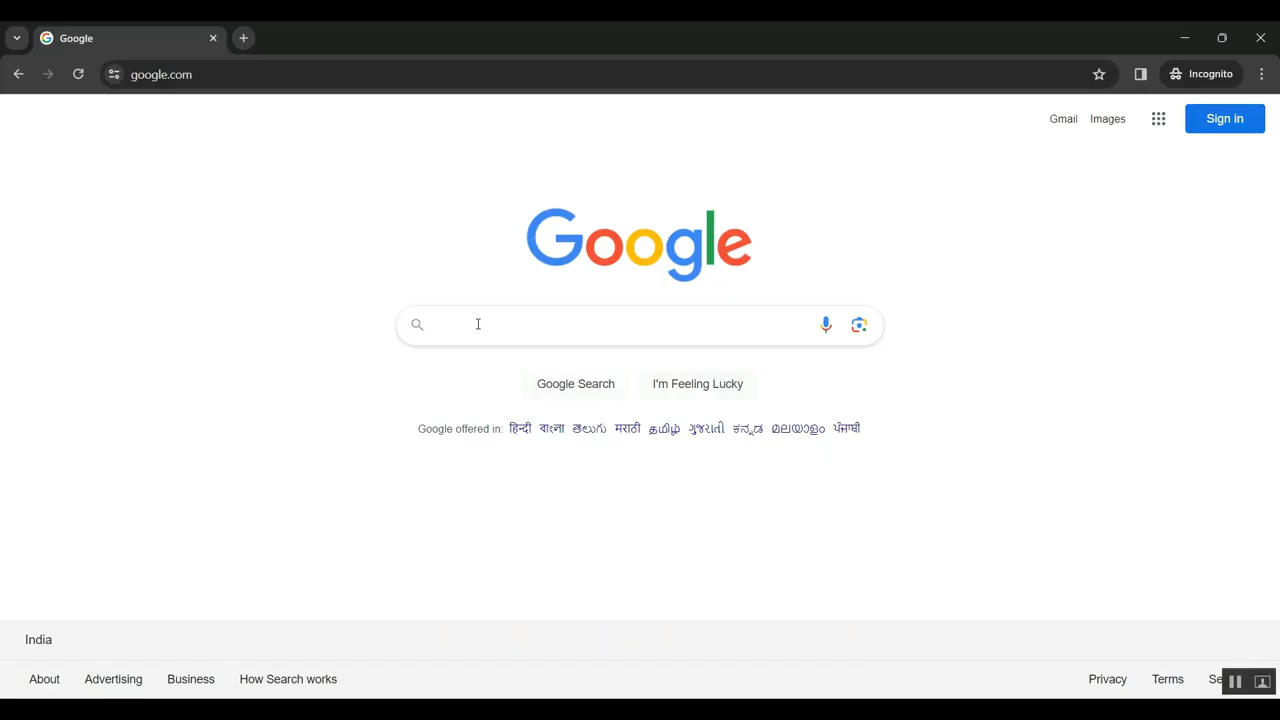 Google
google.com
Incognito
Gmail Images Sign in
Google
Google Search I'm Feeling Lucky
Google offered in: हिन्दी বাংলা తెలుగు मराठी தமிழ் ગુજરાતી ಕನ್ನಡ മലയാളം ਪੰਜਾਬੀ
India
About Advertising Business How Search works Privacy Terms Se